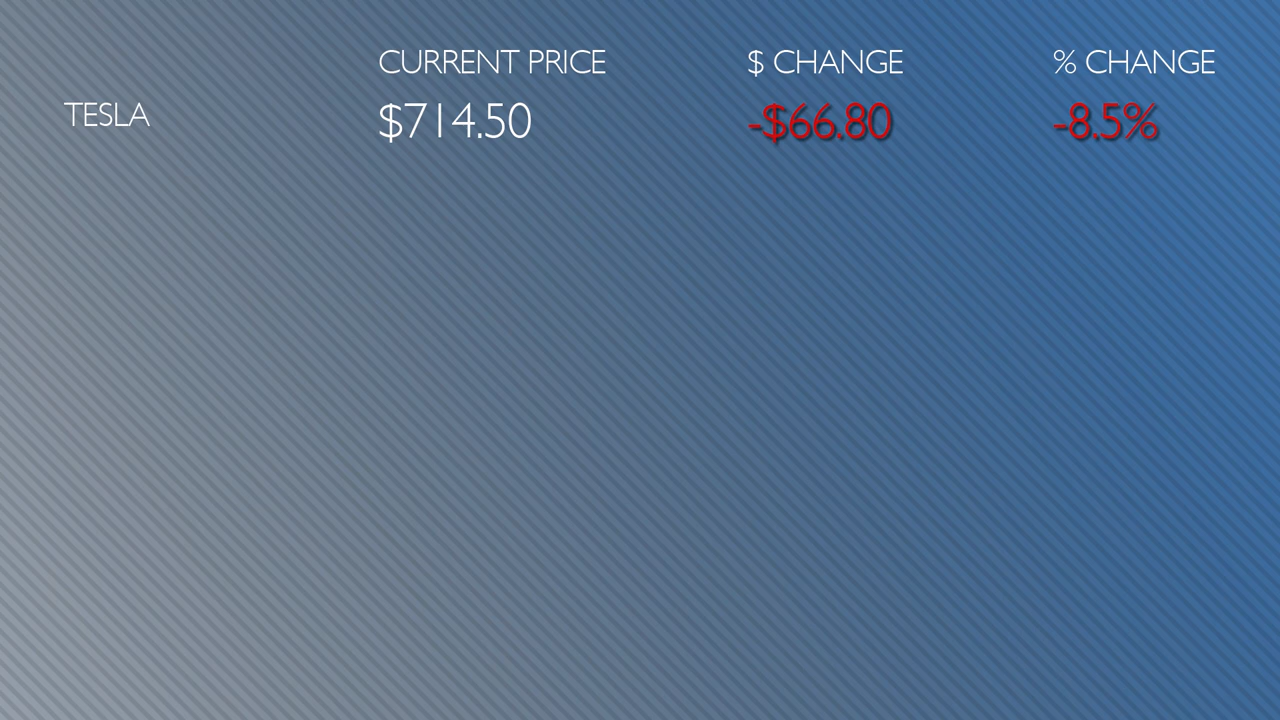 CURRENT PRICE $ CHANGE % CHANGE
TESLA $714.50 -$66.80 -8.5%